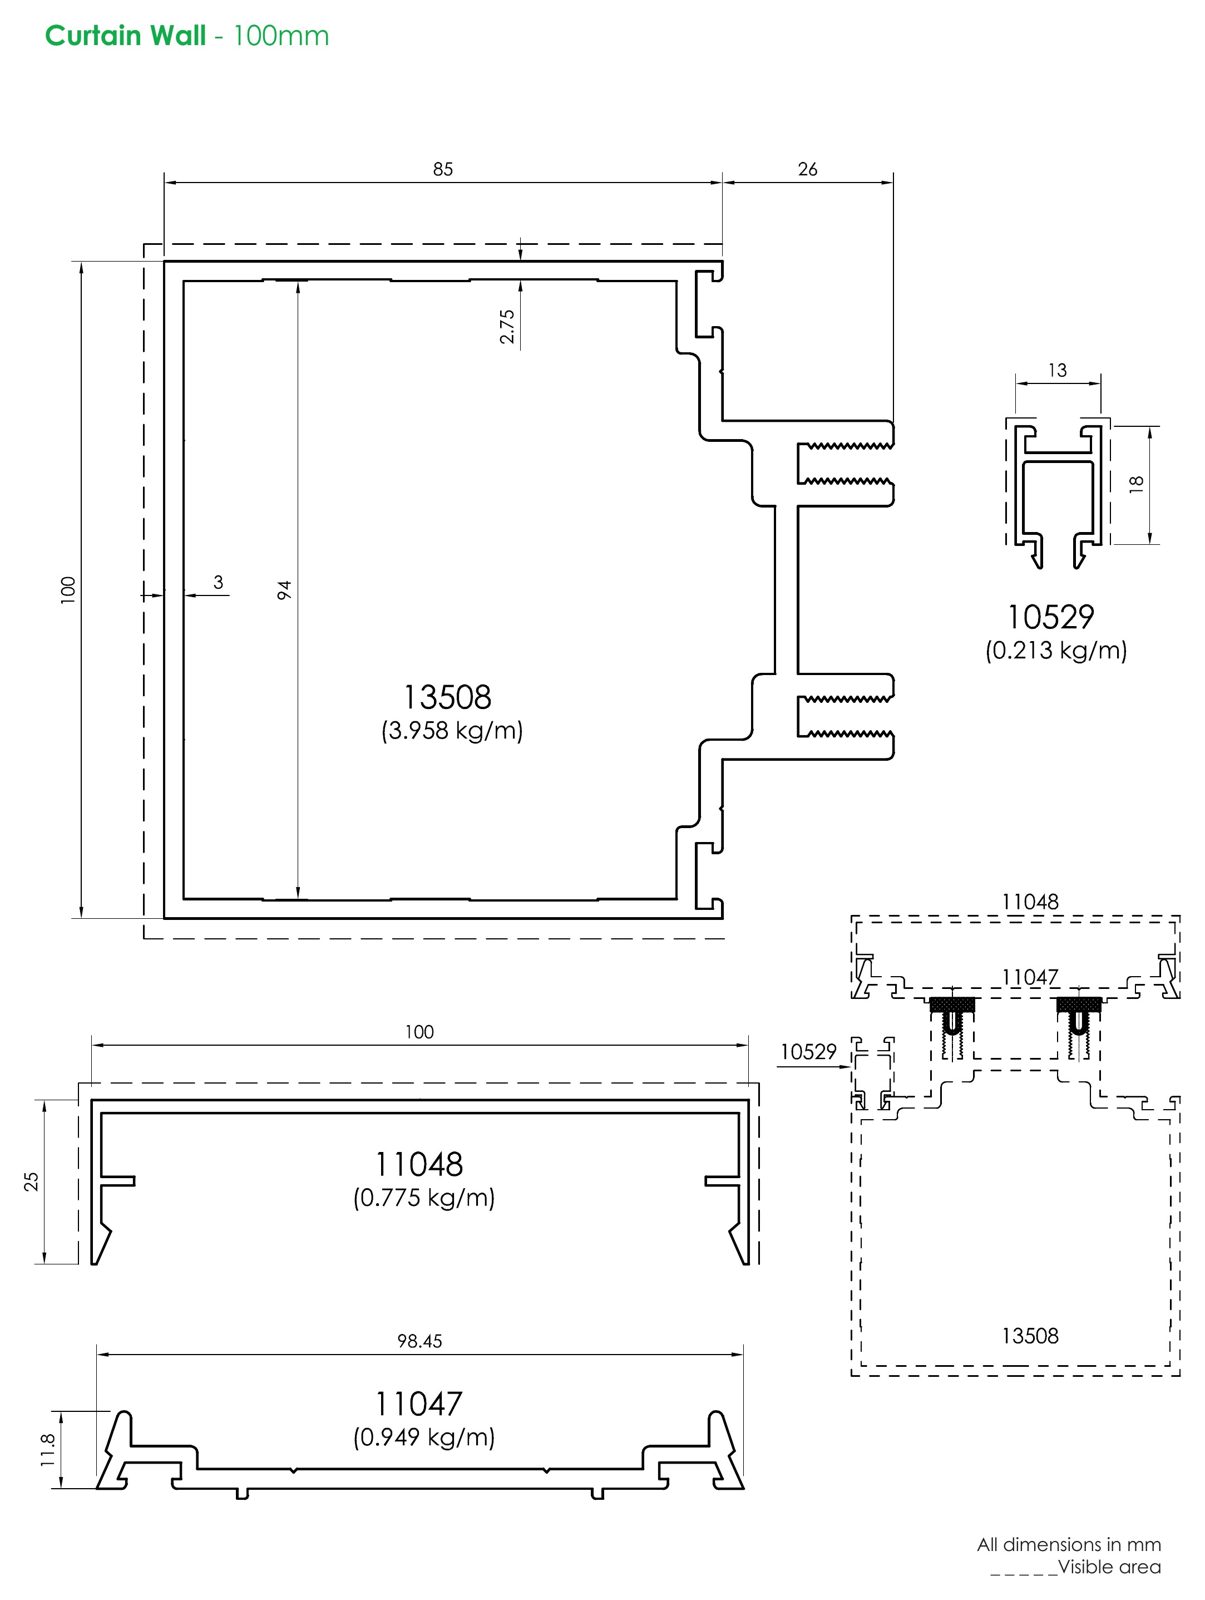 Curtain Wall - 100mm
85
26
2.75
100
3
94
13508
(3.958 kg/m)
13
18
10529
(0.213 kg/m)
11048
11047
10529
13508
100
25
11048
(0.775 kg/m)
98.45
11.8
11047
(0.949 kg/m)
All dimensions in mm
_ _ _ _ _Visible area